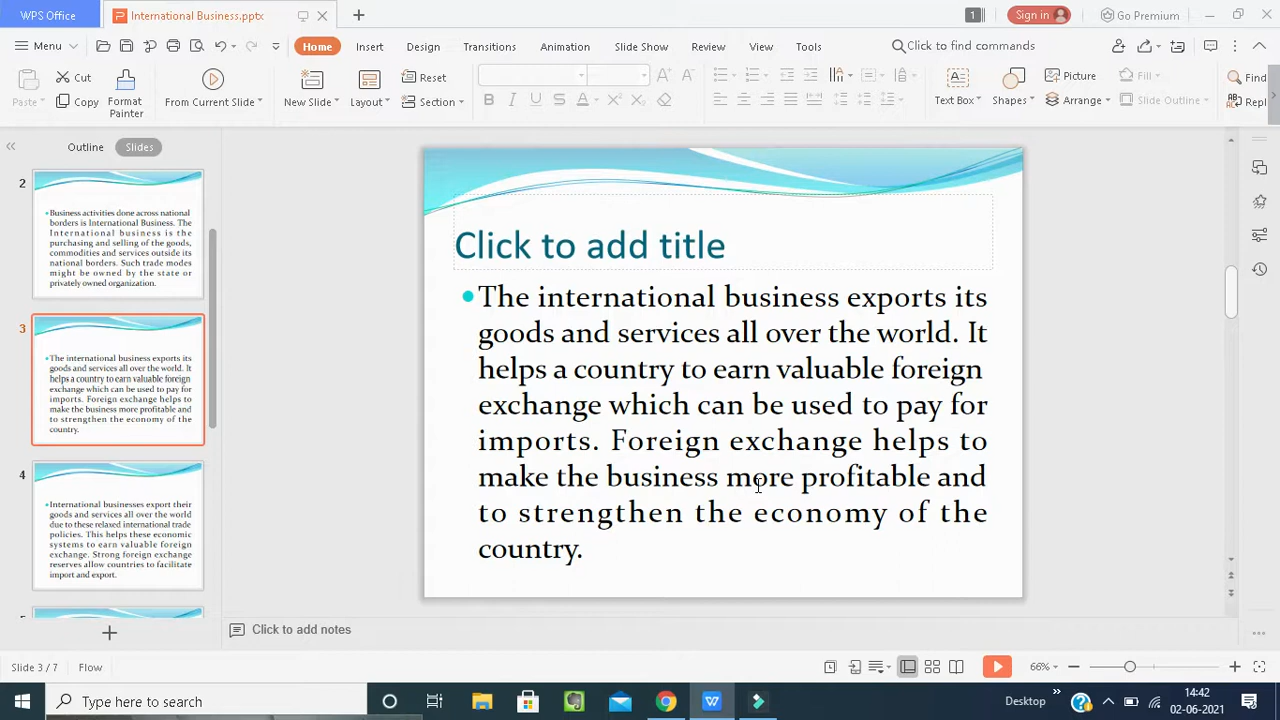 WPS Office
International Business.pptx
1
Sign in
Go Premium
Menu
Home
Insert
Design
Transitions
Animation
Slide Show
Review
View
Tools
Click to find commands
Cut
Format
Painter
From Current Slide
New Slide
Layout
Reset
Section
B I U S A X² X₂
Text Box
Shapes
Picture
Arrange
Fill
Slide Outline
Find
Repl
Outline
Slides
2
Business activities done across national
borders is International Business. The
International business is the
purchasing and selling of the goods,
commodities and services outside its
national borders. Such trade modes
might be owned by the state or
privately owned organization.
3
The international business exports its
goods and services all over the world. It
helps a country to earn valuable foreign
exchange which can be used to pay for
imports. Foreign exchange helps to
make the business more profitable and
to strengthen the economy of the
country.
4
International businesses export their
goods and services all over the world
due to these relaxed international trade
policies. This helps these economic
systems to earn valuable foreign
exchange. Strong foreign exchange
reserves allow countries to facilitate
import and export.
5
Click to add title
The international business exports its
goods and services all over the world. It
helps a country to earn valuable foreign
exchange which can be used to pay for
imports. Foreign exchange helps to
make the business more profitable and
to strengthen the economy of the
country.
Click to add notes
Slide 3 / 7
Flow
66%
Type here to search
Desktop
14:42
02-06-2021